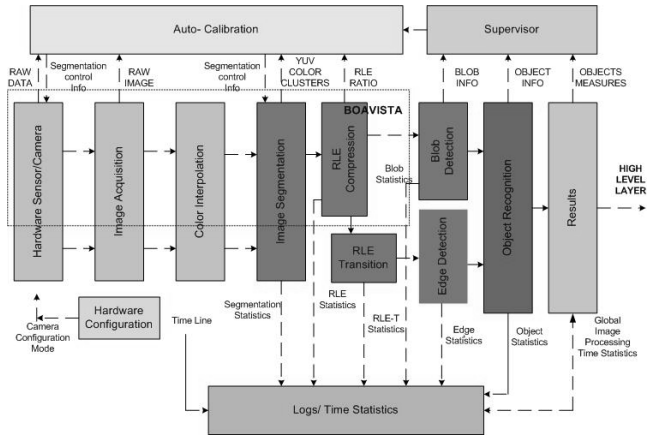 Auto- Calibration
Supervisor
RAW
DATA
Segmentation
control
Info
RAW
IMAGE
Segmentation
control Info
YUV
COLOR
CLUSTERS
RLE
RATIO
BLOB
INFO
OBJECT
INFO
OBJECTS
MEASURES
BOAVISTA
Hardware Sensor/Camera
Image Acquisition
Color Interpolation
Image Segmentation
RLE
Compression
Blob
Detection
Object Recognition
Results
HIGH
LEVEL
LAYER
Blob
Statistics
RLE
Transition
Edge Detection
Hardware
Configuration
Camera
Configuration
Mode
Time Line
Segmentation
Statistics
RLE
Statistics
RLE-T
Statistics
Edge
Statistics
Object
Statistics
Global
Image
Processing
Time Statistics
Logs/ Time Statistics